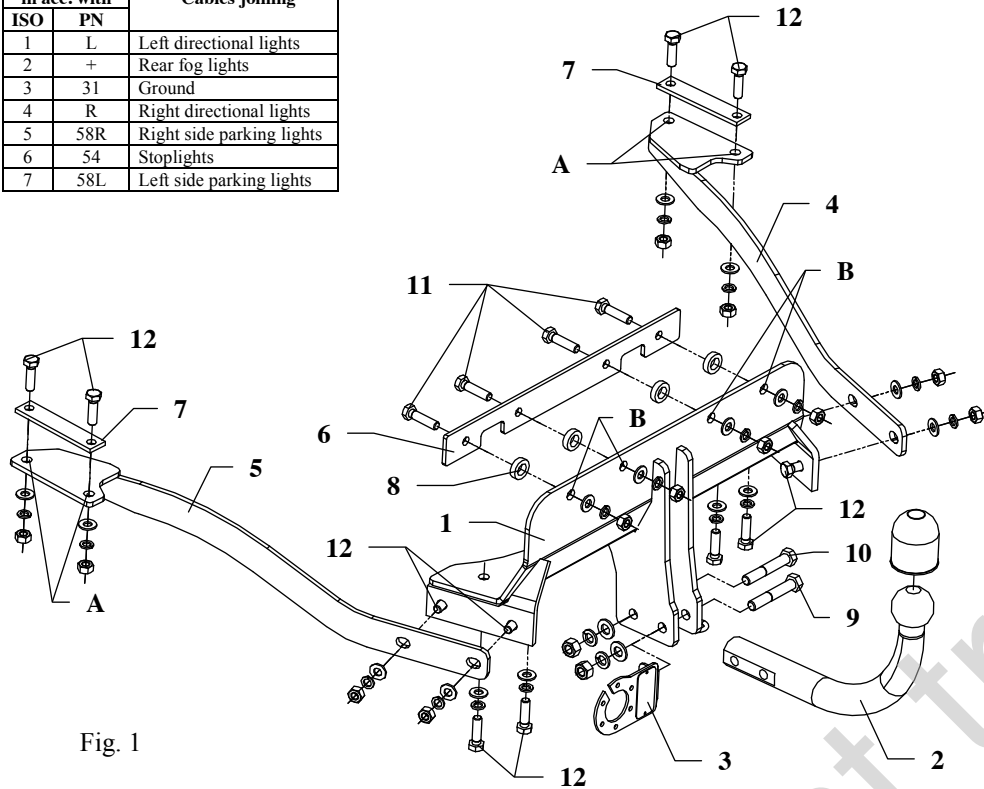 in acc. with Cables joining
ISO PN
1 L Left directional lights
2 + Rear fog lights
3 31 Ground
4 R Right directional lights
5 58R Right side parking lights
6 54 Stoplights
7 58L Left side parking lights
12
7
A
4
B
11
12
7
B
6
5
8
1
12
12
10
A
9
3
2
12
Fig. 1